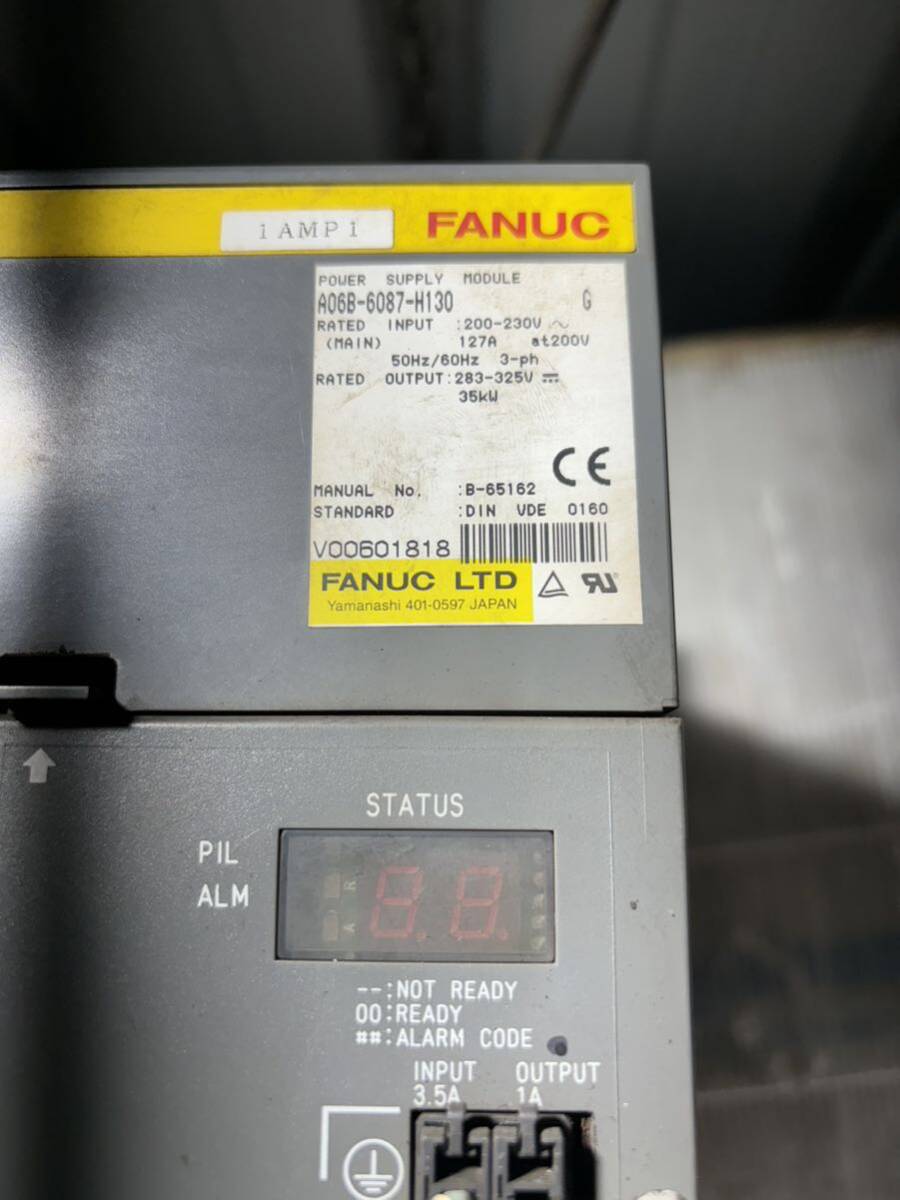 1AMP1
FANUC
POWER SUPPLY MODULE
A06B-6087-H130 G
RATED INPUT :200-230V ~
(MAIN) 127A at200V
50Hz/60Hz 3-ph
RATED OUTPUT:283-325V ⎓
35kW
CE
MANUAL No. :B-65162
STANDARD :DIN VDE 0160
V00601818
FANUC LTD
Yamanashi 401-0597 JAPAN
STATUS
PIL
ALM
R
A
8.8.
--:NOT READY
00:READY
##:ALARM CODE
INPUT OUTPUT
3.5A 1A